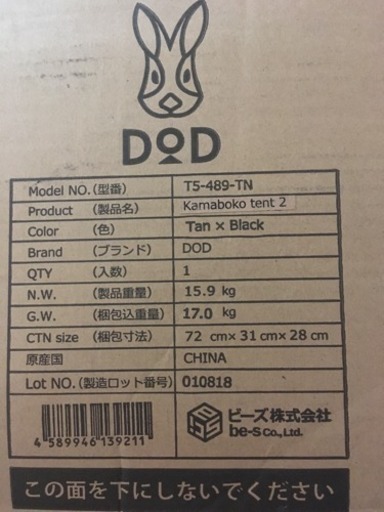 DOD
Model NO.(型番) T5-489-TN
Product (製品名) Kamaboko tent 2
Color (色) Tan × Black
Brand (ブランド) DOD
QTY (入数) 1
N.W. (製品重量) 15.9 kg
G.W. (梱包込重量) 17.0 kg
CTN size (梱包寸法) 72 cm×31cm×28cm
原産国 CHINA
Lot NO.(製造ロット番号) 010818
4 589946 139211
ビーズ株式会社
be-s Co., Ltd.
この面を下にしないでください